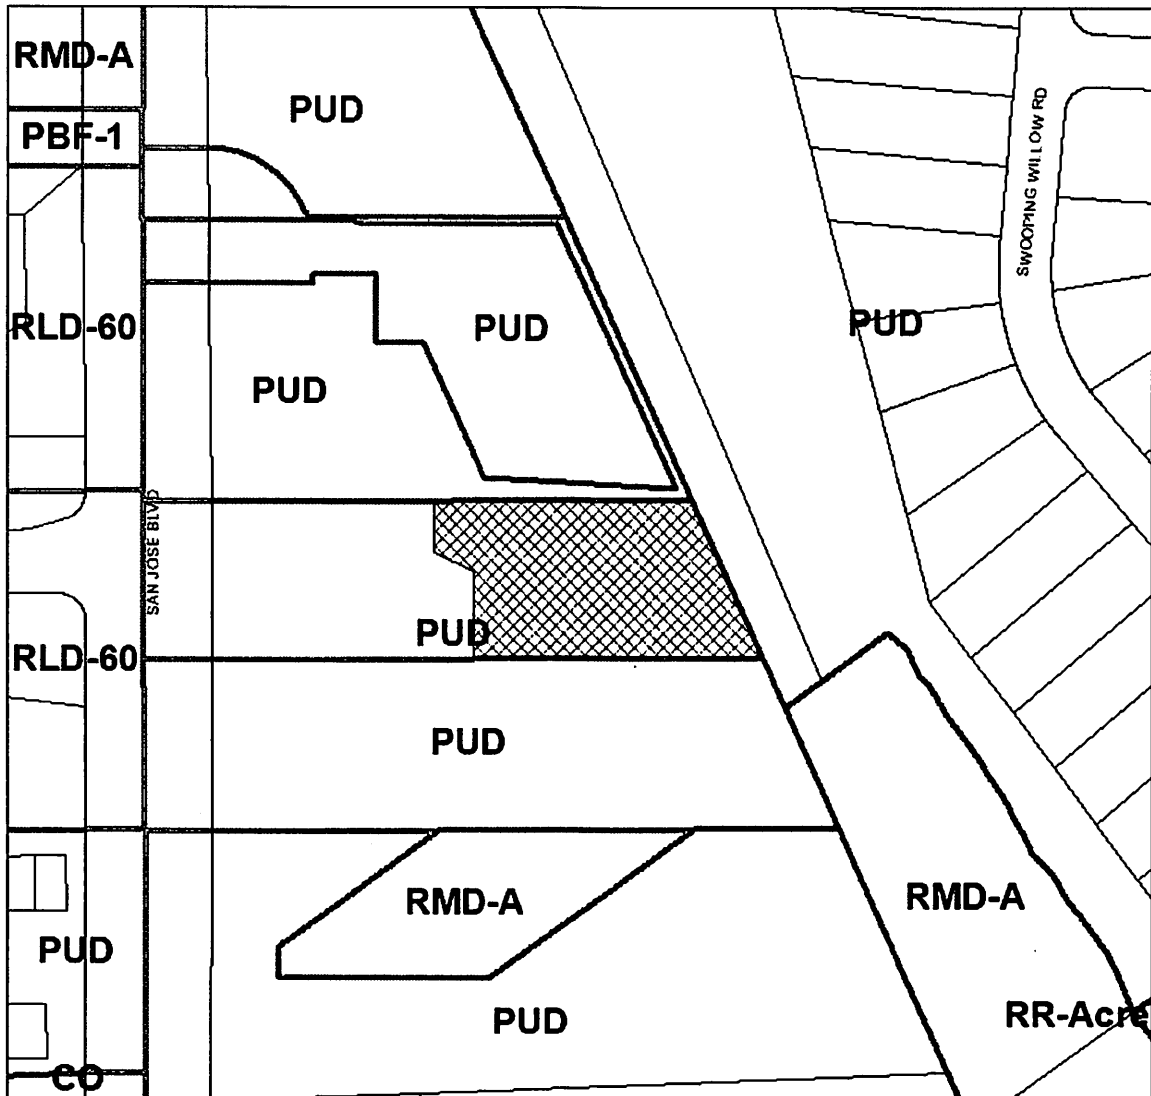 RMD-A
PUD
PBF-1
SWOOPING WILLOW RD
RLD-60
PUD
PUD
PUD
SAN JOSE BLVD
PUD
RLD-60
PUD
RMD-A
RMD-A
PUD
PUD
RR-Acre
CO